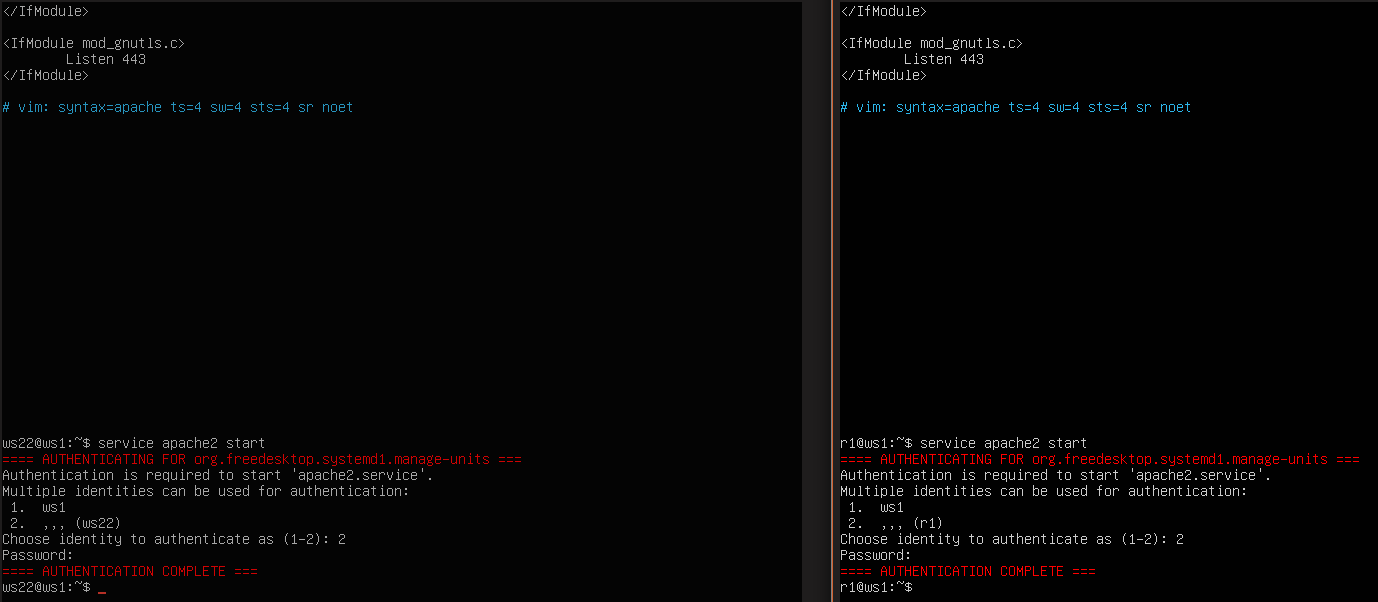 </IfModule>
<IfModule mod_gnutls.c>
Listen 443
</IfModule>
# vim: syntax=apache ts=4 sw=4 sts=4 sr noet
ws22@ws1:~$ service apache2 start
==== AUTHENTICATING FOR org.freedesktop.systemd1.manage-units ===
Authentication is required to start 'apache2.service'.
Multiple identities can be used for authentication:
1.  ws1
2.  ,,, (ws22)
Choose identity to authenticate as (1-2): 2
Password:
==== AUTHENTICATION COMPLETE ===
ws22@ws1:~$ _
</IfModule>
<IfModule mod_gnutls.c>
Listen 443
</IfModule>
# vim: syntax=apache ts=4 sw=4 sts=4 sr noet
r1@ws1:~$ service apache2 start
==== AUTHENTICATING FOR org.freedesktop.systemd1.manage-units ===
Authentication is required to start 'apache2.service'.
Multiple identities can be used for authentication:
1.  ws1
2.  ,,, (r1)
Choose identity to authenticate as (1-2): 2
Password:
==== AUTHENTICATION COMPLETE ===
r1@ws1:~$